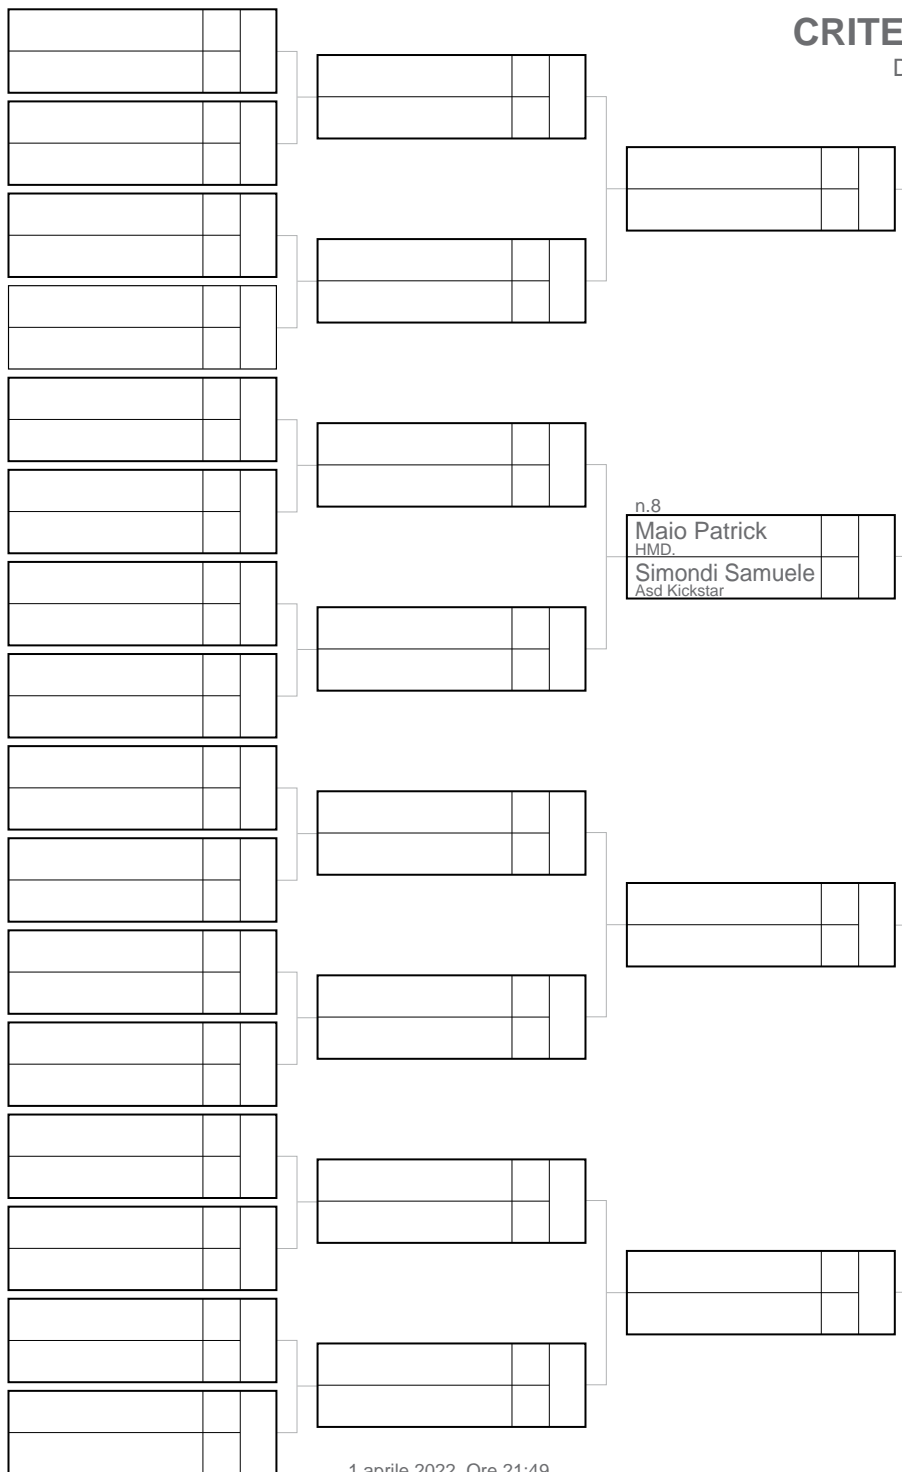 CRITE
D
n.8
Maio Patrick
HMD.
Simondi Samuele
Asd Kickstar
1 aprile 2022 Ore 21:49